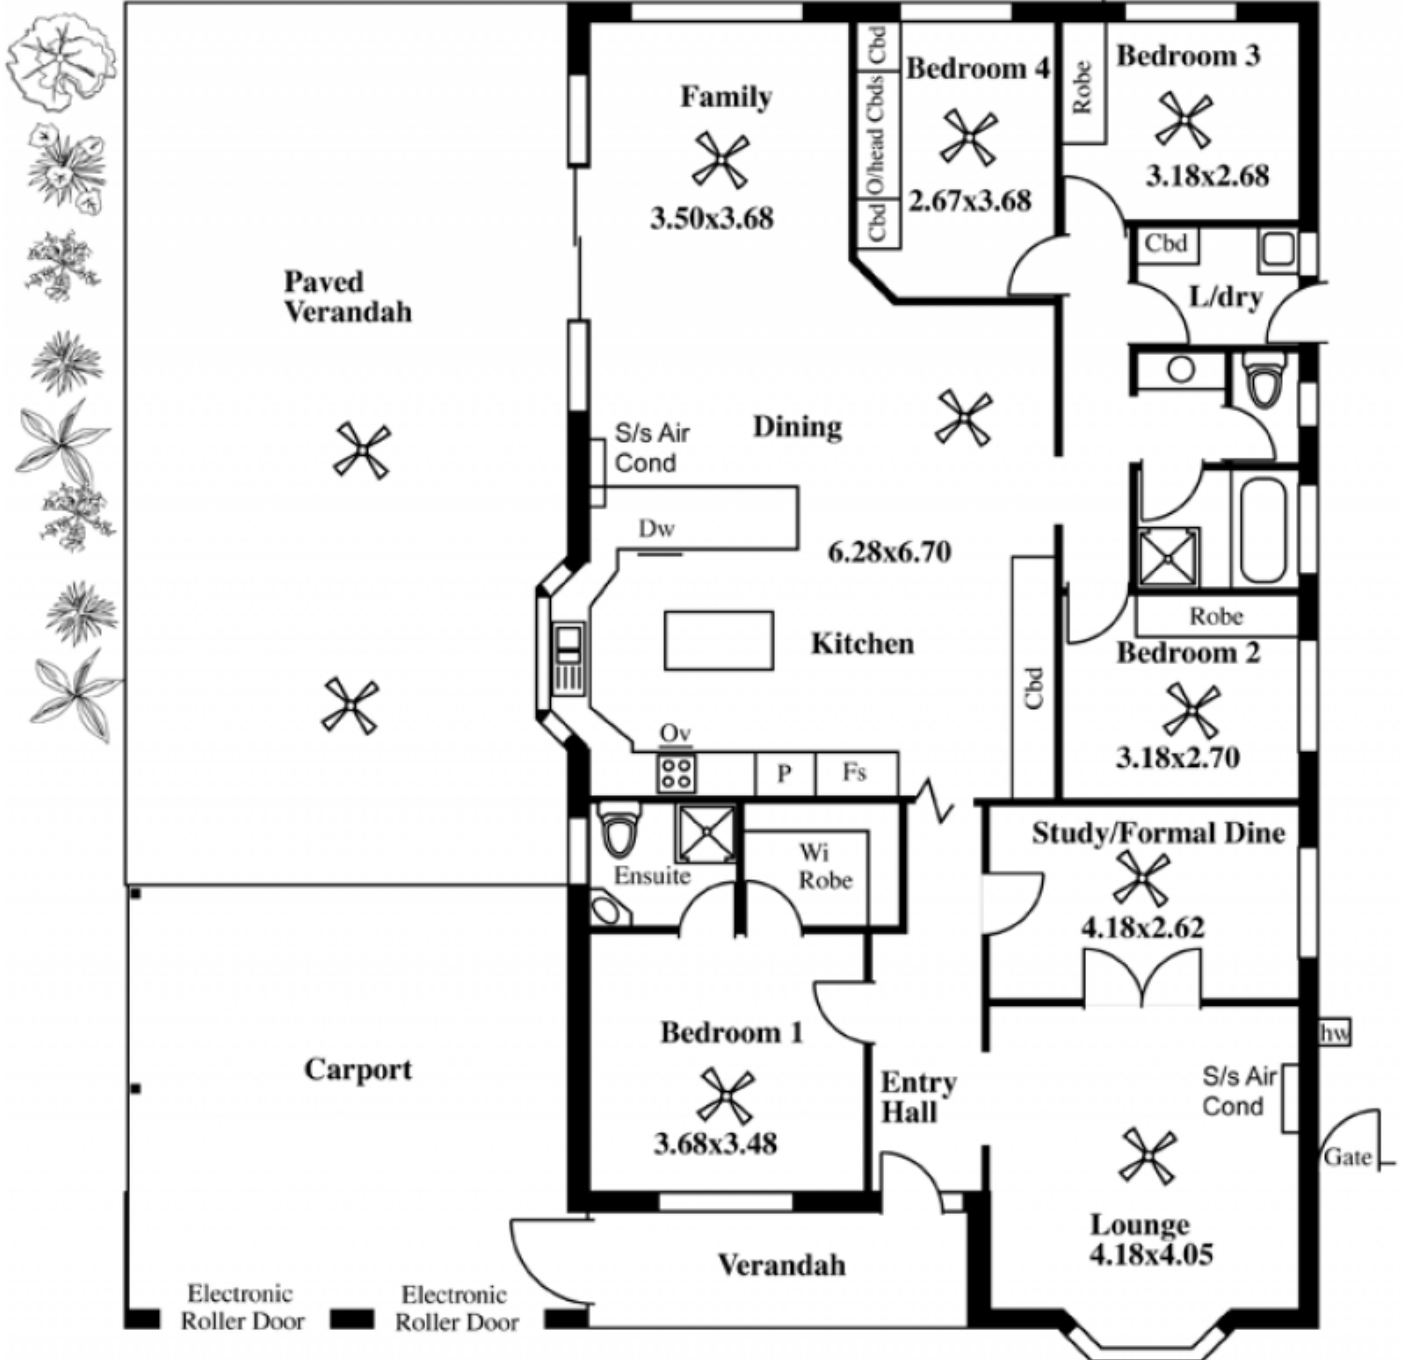 Family
3.50x3.68
Cbd
O/head Cbds
Cbd
Bedroom 4
2.67x3.68
Robe
Bedroom 3
3.18x2.68
Cbd
L/dry
Paved
Verandah
S/s Air
Cond
Dining
Dw
6.28x6.70
Kitchen
Cbd
Robe
Bedroom 2
3.18x2.70
Ov
P
Fs
Ensuite
Wi
Robe
Study/Formal Dine
4.18x2.62
Carport
Bedroom 1
3.68x3.48
Entry
Hall
hw
S/s Air
Cond
Gate
Lounge
4.18x4.05
Verandah
Electronic
Roller Door
Electronic
Roller Door